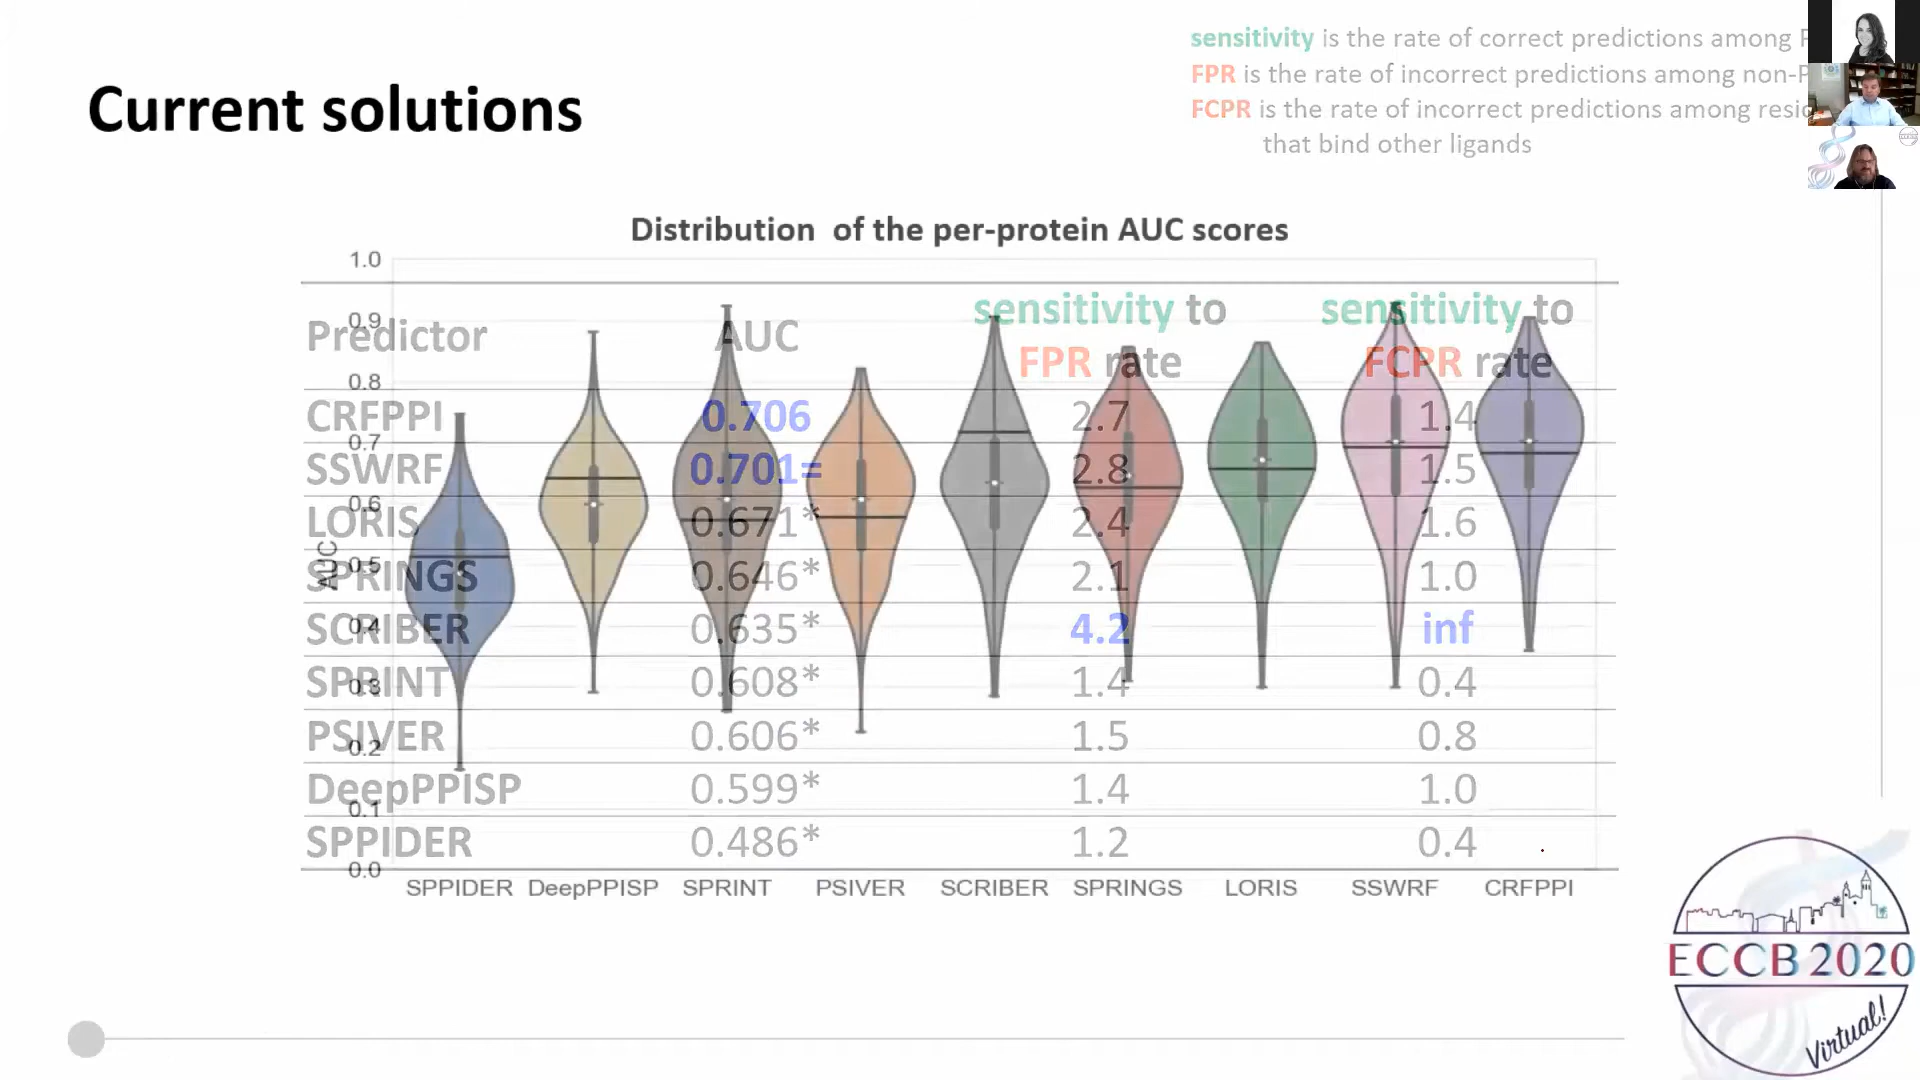 sensitivity is the rate of correct predictions among
FPR is the rate of incorrect predictions among
FCPR is the rate of incorrect predictions among
that bind other ligands
Current solutions
Distribution of the per-protein AUC scores
Predictor AUC sensitivity to FPR rate sensitivity to FCPR rate
CRFPPI 0.706 2.7 1.4
SSWRF 0.701= 2.8 1.5
LORIS 0.671* 2.4 1.6
SPRINGS 0.646* 2.1 1.0
SCRIBER 0.635* 4.2 inf
SPRINT 0.608* 1.4 0.4
PSIVER 0.606* 1.5 0.8
DeepPPISP 0.599* 1.4 1.0
SPPIDER 0.486* 1.2 0.4
AUC
1.0
0.9
0.8
0.7
0.6
0.5
0.4
0.3
0.2
0.1
0.0
SPPIDER DeepPPISP SPRINT PSIVER SCRIBER SPRINGS LORIS SSWRF CRFPPI
ECCB 2020
Virtual!